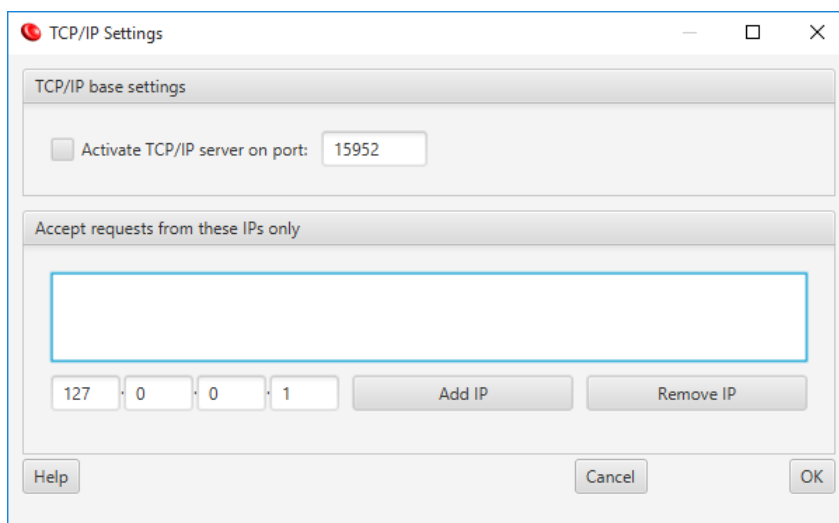 TCP/IP Settings
TCP/IP base settings
Activate TCP/IP server on port: 15952
Accept requests from these IPs only
127 . 0 . 0 . 1 Add IP Remove IP
Help Cancel OK